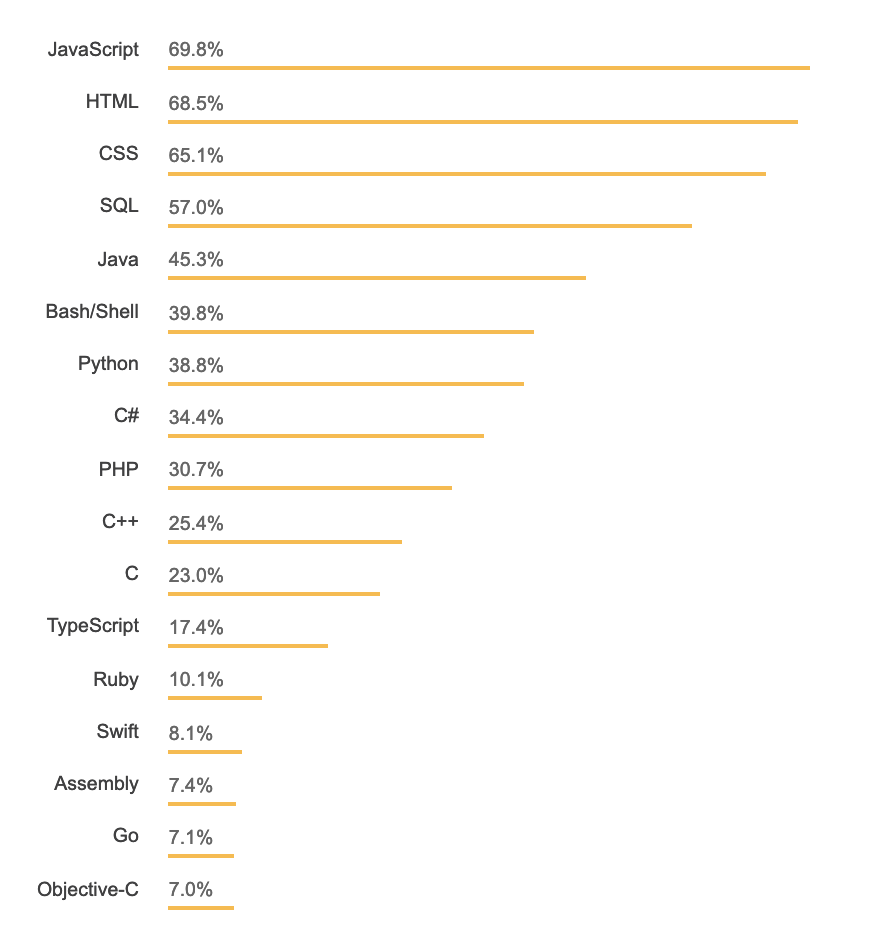 JavaScript 69.8%
HTML 68.5%
CSS 65.1%
SQL 57.0%
Java 45.3%
Bash/Shell 39.8%
Python 38.8%
C# 34.4%
PHP 30.7%
C++ 25.4%
C 23.0%
TypeScript 17.4%
Ruby 10.1%
Swift 8.1%
Assembly 7.4%
Go 7.1%
Objective-C 7.0%